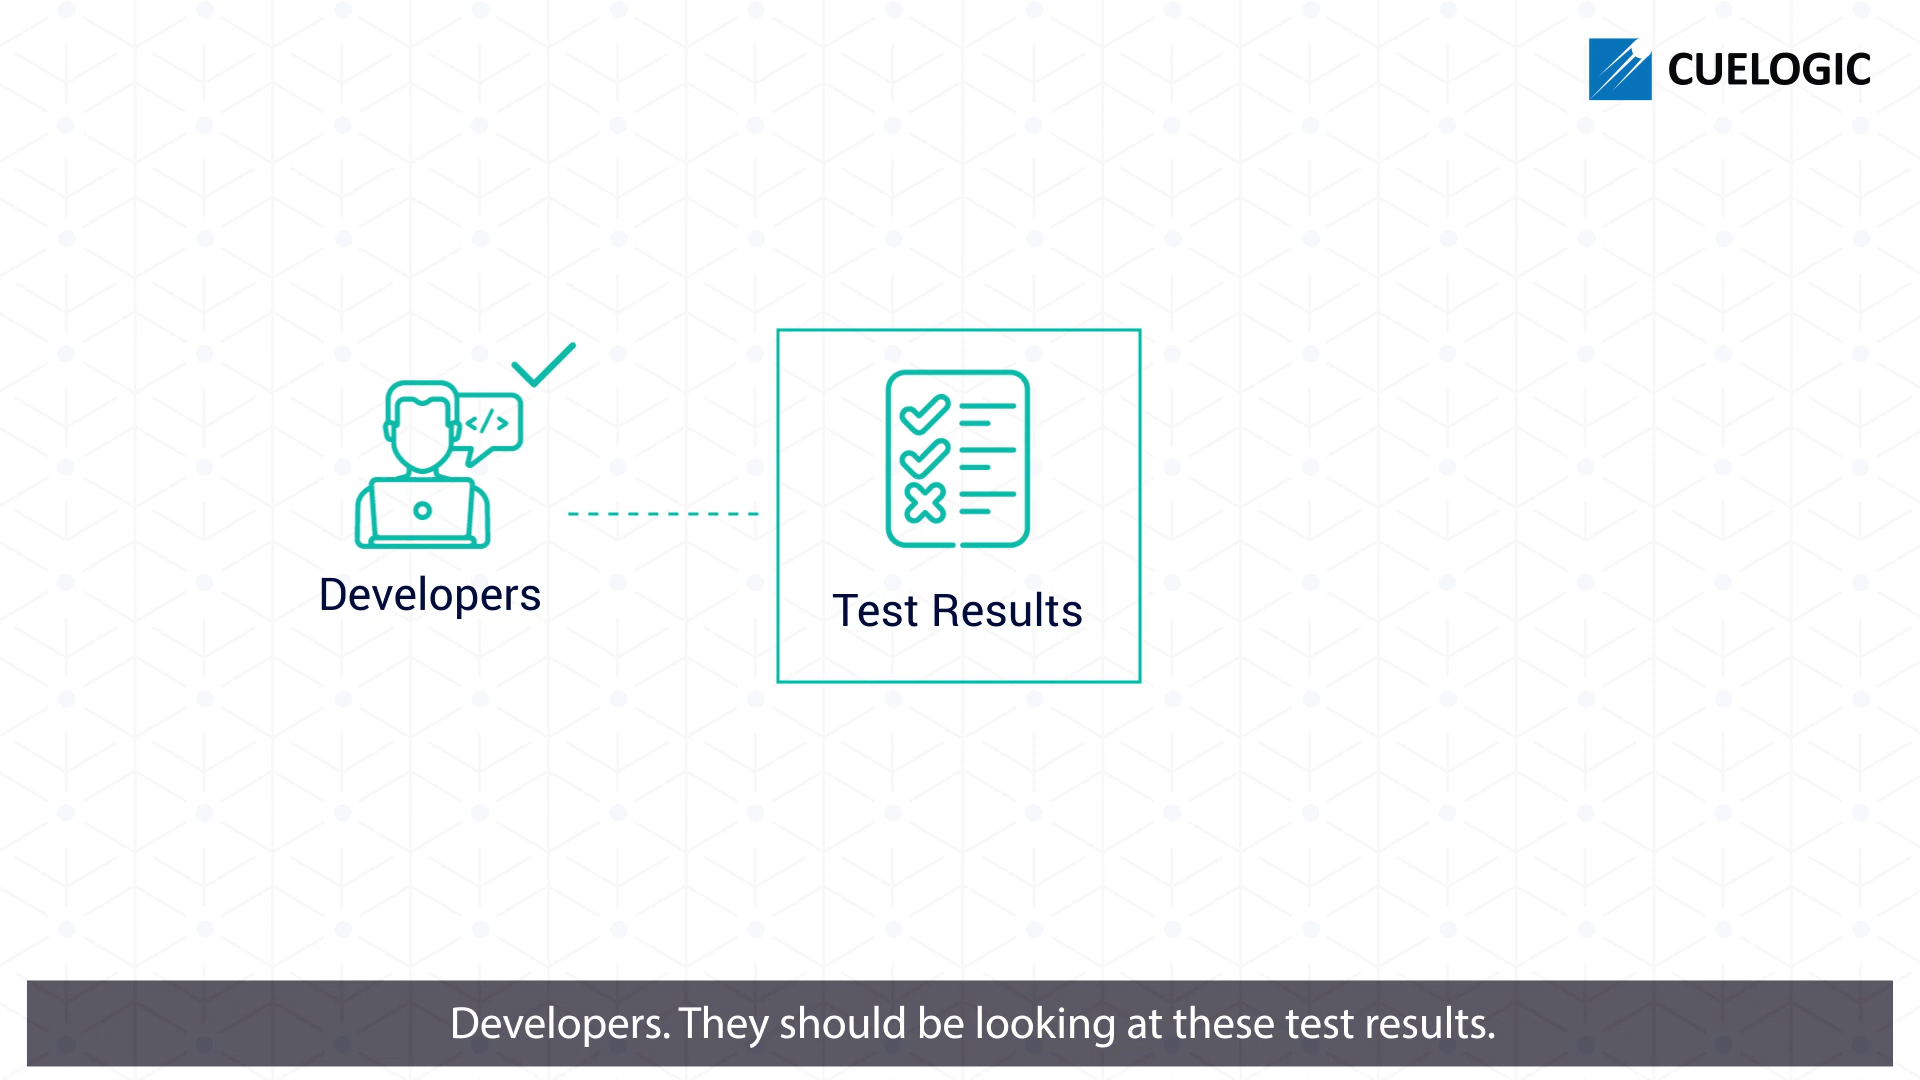 CUELOGIC
</>
Developers
Test Results
Developers. They should be looking at these test results.